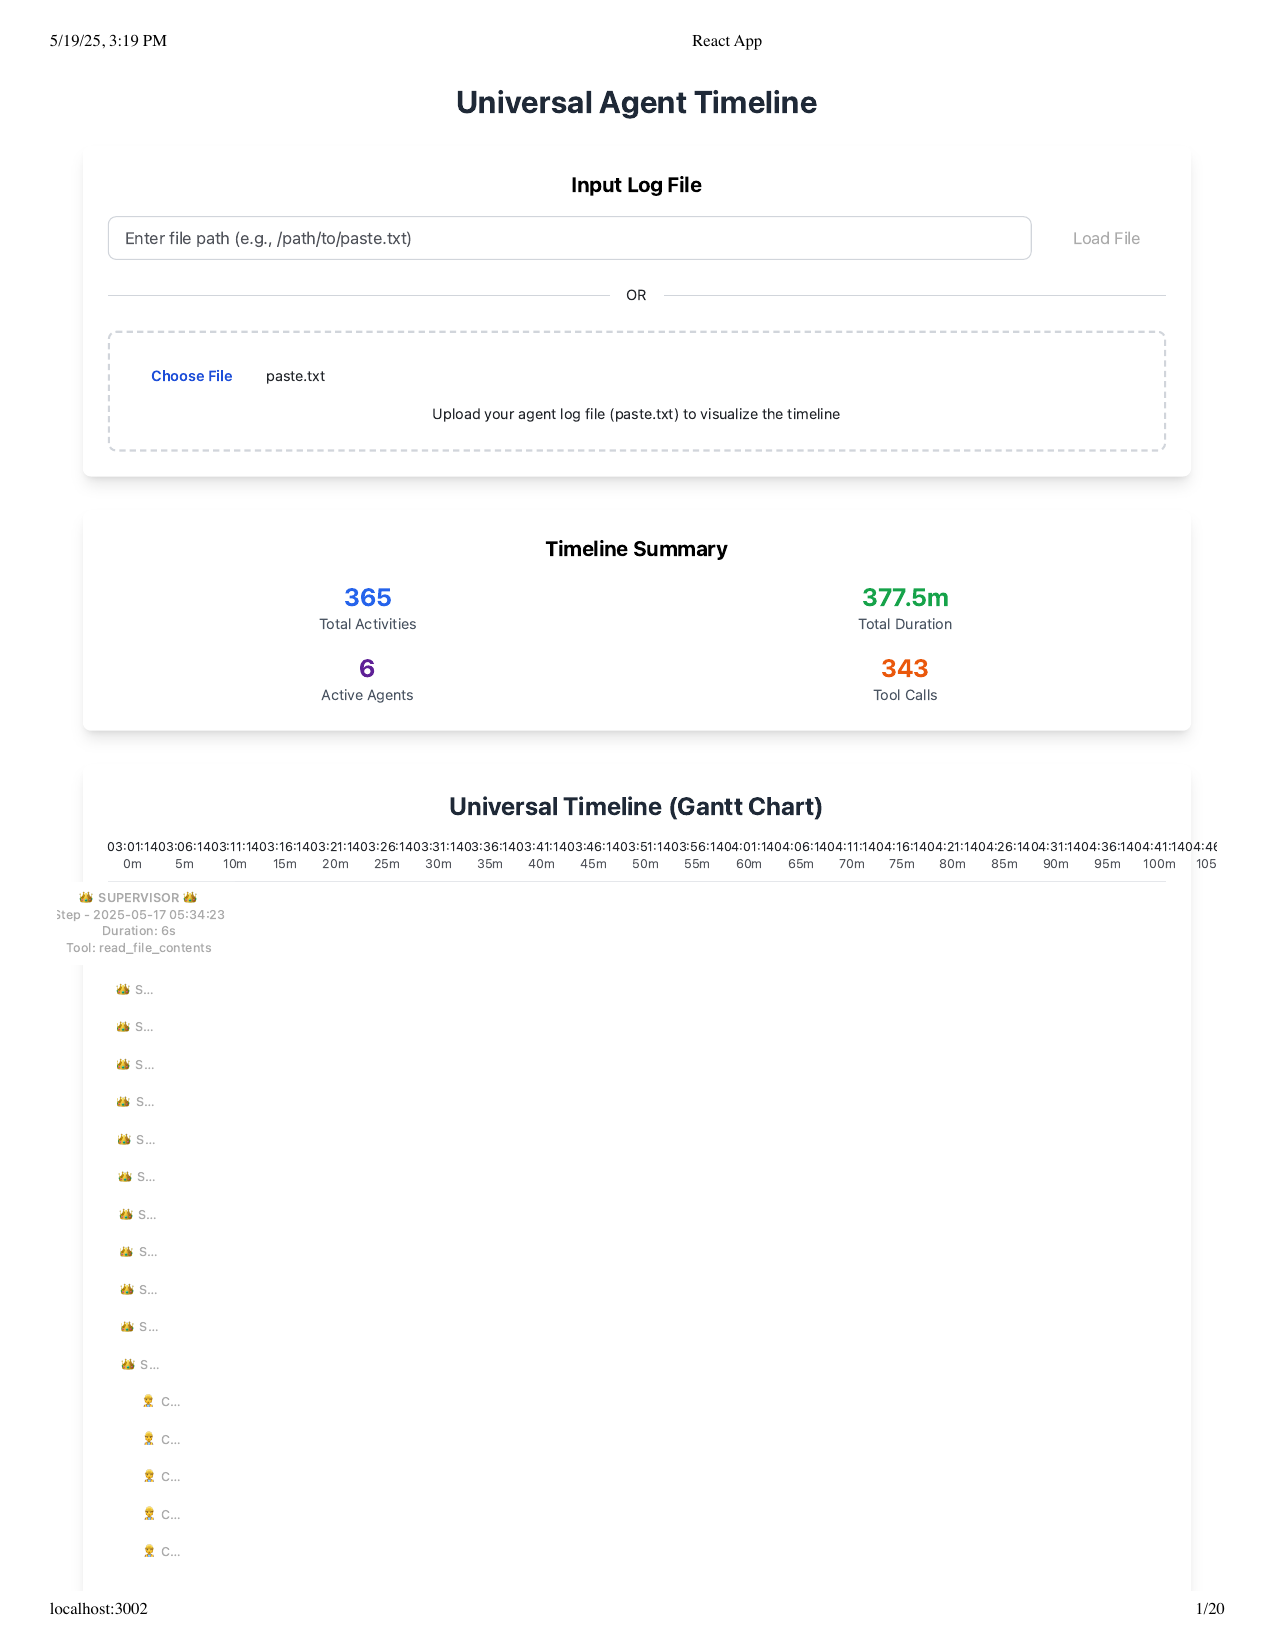 5/19/25, 3:19 PM React App
Universal Agent Timeline
Input Log File
Enter file path (e.g., /path/to/paste.txt) Load File
OR
Choose File paste.txt
Upload your agent log file (paste.txt) to visualize the timeline
Timeline Summary
365 377.5m
Total Activities Total Duration
6 343
Active Agents Tool Calls
Universal Timeline (Gantt Chart)
03:01:1403:06:1403:11:1403:16:1403:21:1403:26:1403:31:1403:36:1403:41:1403:46:1403:51:1403:56:1404:01:1404:06:1404:11:1404:16:1404:21:1404:26:1404:31:1404:36:1404:41:1404:46
0m 5m 10m 15m 20m 25m 30m 35m 40m 45m 50m 55m 60m 65m 70m 75m 80m 85m 90m 95m 100m 105
👑 SUPERVISOR 👑
Step - 2025-05-17 05:34:23
Duration: 6s
Tool: read_file_contents
👑 S...
👑 S...
👑 S...
👑 S...
👑 S...
👑 S...
👑 S...
👑 S...
👑 S...
👑 S...
👑 S...
C...
C...
C...
C...
C...
localhost:3002 1/20